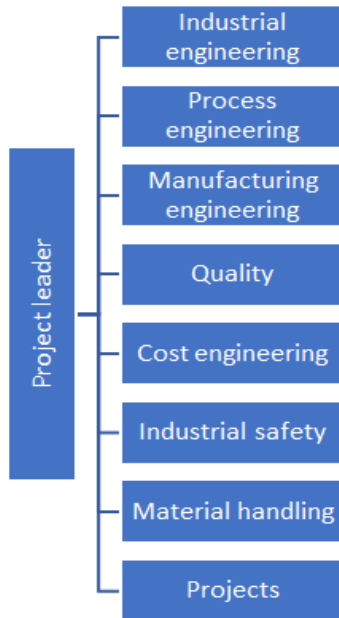 Project leader
Industrial
engineering
Process
engineering
Manufacturing
engineering
Quality
Cost engineering
Industrial safety
Material handling
Projects